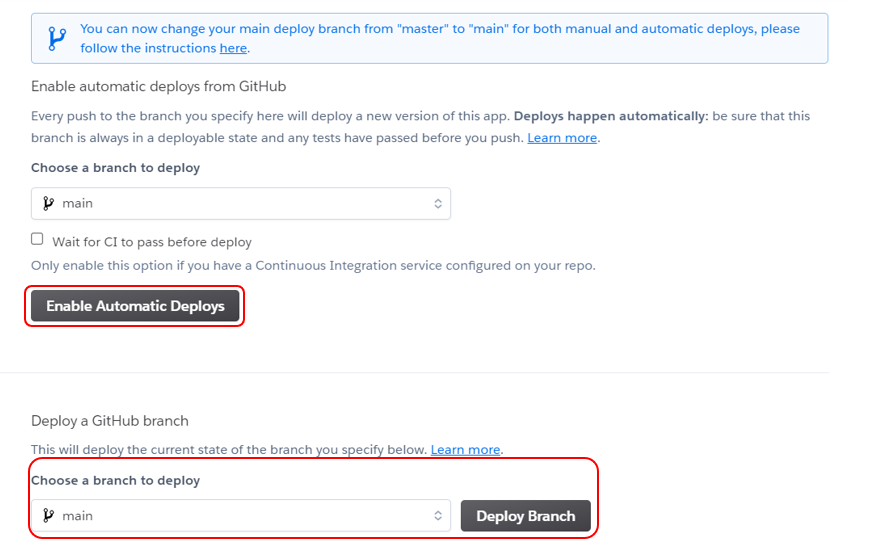 You can now change your main deploy branch from "master" to "main" for both manual and automatic deploys, please
follow the instructions here.
Enable automatic deploys from GitHub
Every push to the branch you specify here will deploy a new version of this app. Deploys happen automatically: be sure that this
branch is always in a deployable state and any tests have passed before you push. Learn more.
Choose a branch to deploy
main
Wait for CI to pass before deploy
Only enable this option if you have a Continuous Integration service configured on your repo.
Enable Automatic Deploys
Deploy a GitHub branch
This will deploy the current state of the branch you specify below. Learn more.
Choose a branch to deploy
main
Deploy Branch